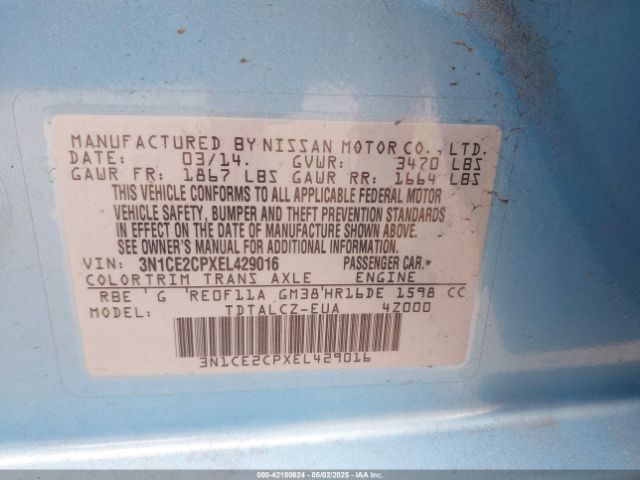 MANUFACTURED BY NISSAN MOTOR CO., LTD.
DATE: 03/14. GVWR: 3470 LBS
GAWR FR: 1867 LBS GAWR RR: 1664 LBS
THIS VEHICLE CONFORMS TO ALL APPLICABLE FEDERAL MOTOR
VEHICLE SAFETY, BUMPER AND THEFT PREVENTION STANDARDS
IN EFFECT ON THE DATE OF MANUFACTURE SHOWN ABOVE.
SEE OWNER'S MANUAL FOR ADDITIONAL INFORMATION.
VIN: 3N1CE2CPXEL429016 PASSENGER CAR.
COLOR TRIM TRANS AXLE ENGINE
RBE G RE0F11A GM38 HR16DE 1598 CC
MODEL: TDTALCZ-EUA 4Z000
3N1CE2CPXEL429016
000-42180624 - 05/02/2025 - IAA Inc.